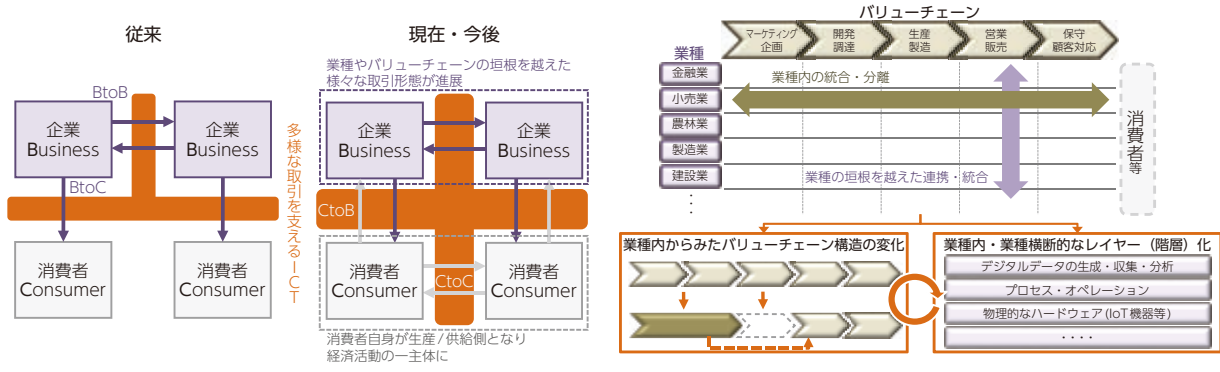 従来
BtoB
企業
Business
企業
Business
BtoC
消費者
Consumer
消費者
Consumer
多様な取引を支えるICT
現在・今後
業種やバリューチェーンの垣根を越えた
様々な取引形態が進展
企業
Business
企業
Business
CtoB
消費者
Consumer
CtoC
消費者
Consumer
消費者自身が生産/供給側となり
経済活動の一主体に
バリューチェーン
マーケティング
企画
開発
調達
生産
製造
営業
販売
保守
顧客対応
業種
金融業
小売業
農林業
製造業
建設業
・・・
業種内の統合・分離
業種の垣根を越えた連携・統合
消費者等
業種内からみたバリューチェーン構造の変化
業種内・業種横断的なレイヤー（階層）化
デジタルデータの生成・収集・分析
プロセス・オペレーション
物理的なハードウェア(IoT機器等)
・・・・